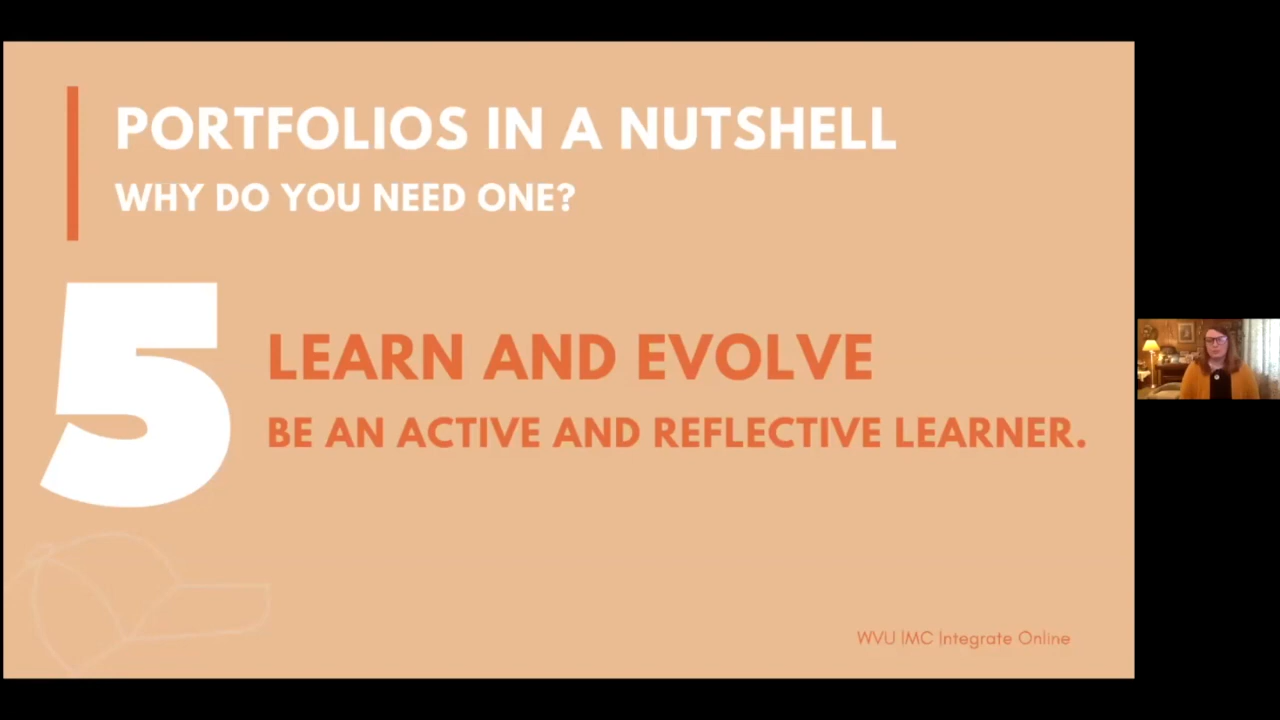 PORTFOLIOS IN A NUTSHELL
WHY DO YOU NEED ONE?
5
LEARN AND EVOLVE
BE AN ACTIVE AND REFLECTIVE LEARNER.
WVU IMC Integrate Online